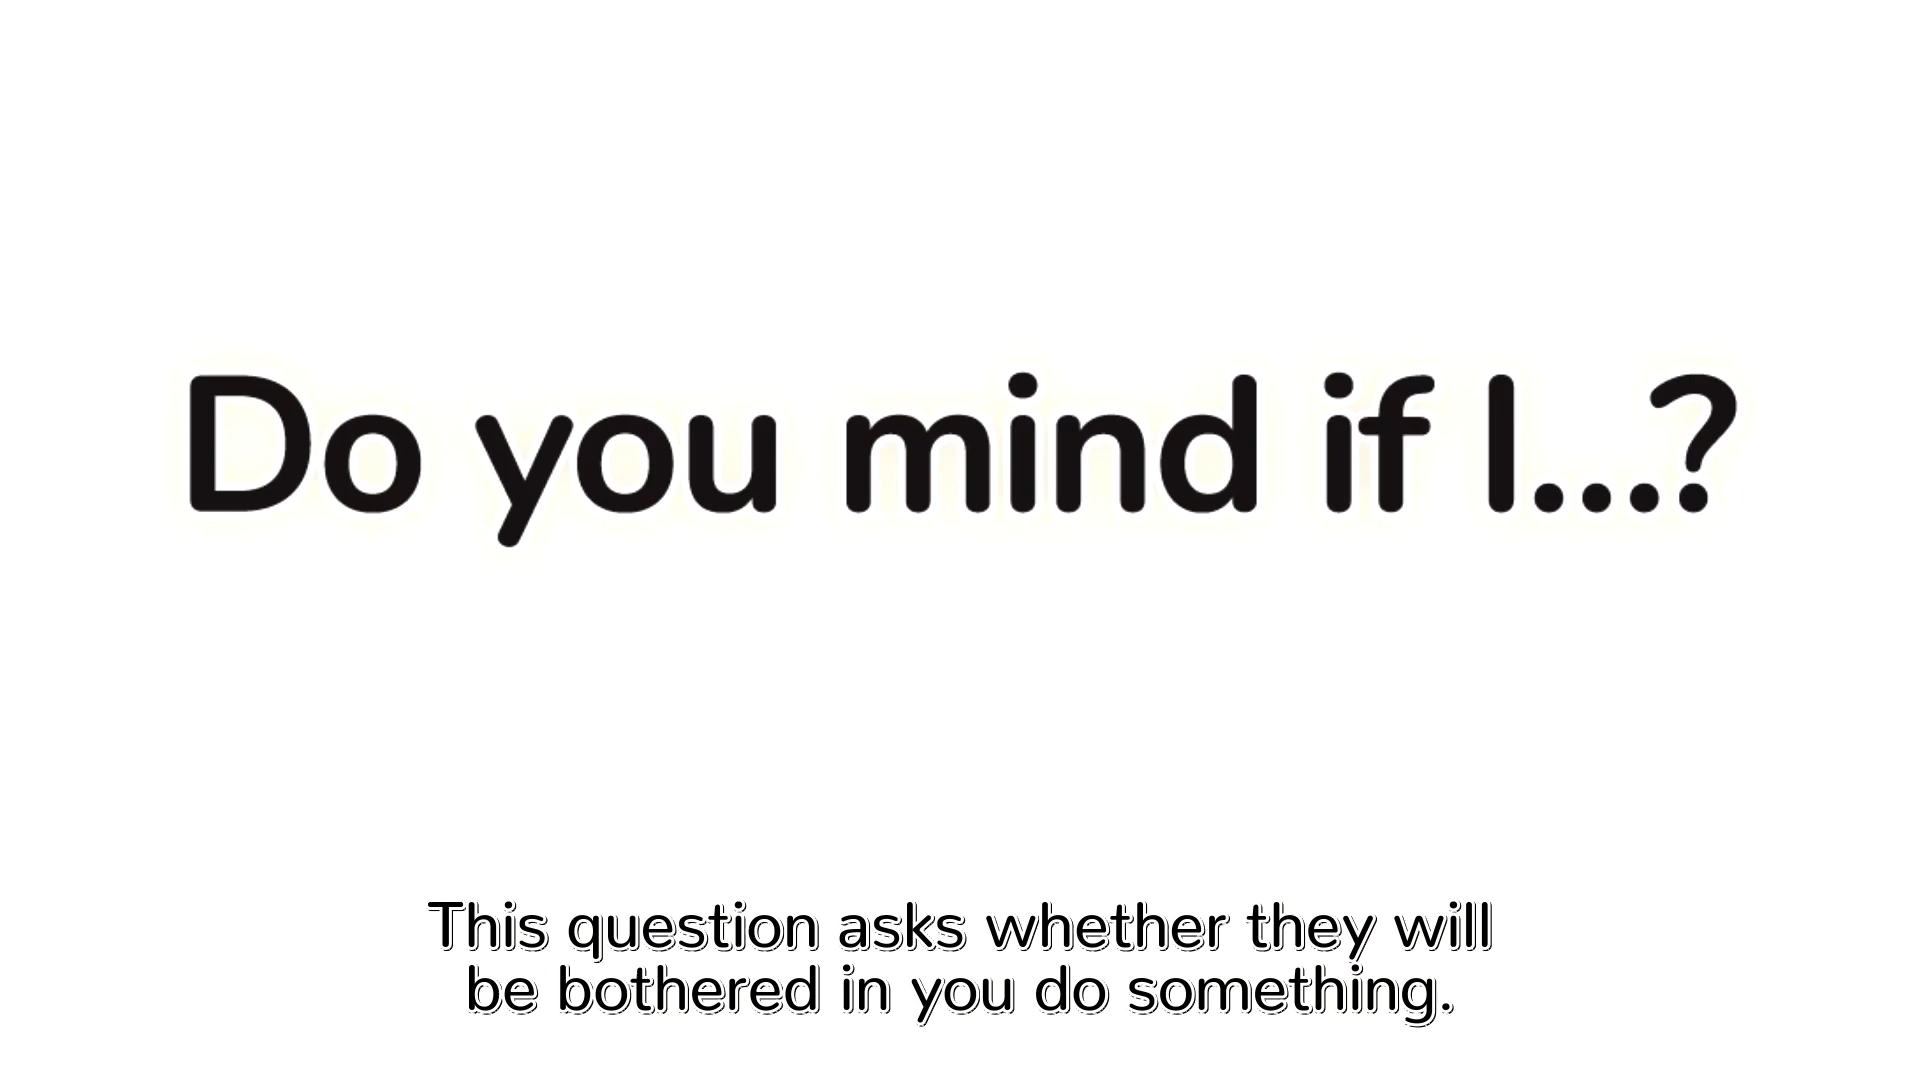 Do you mind if I...?
This question asks whether they will
be bothered in you do something.